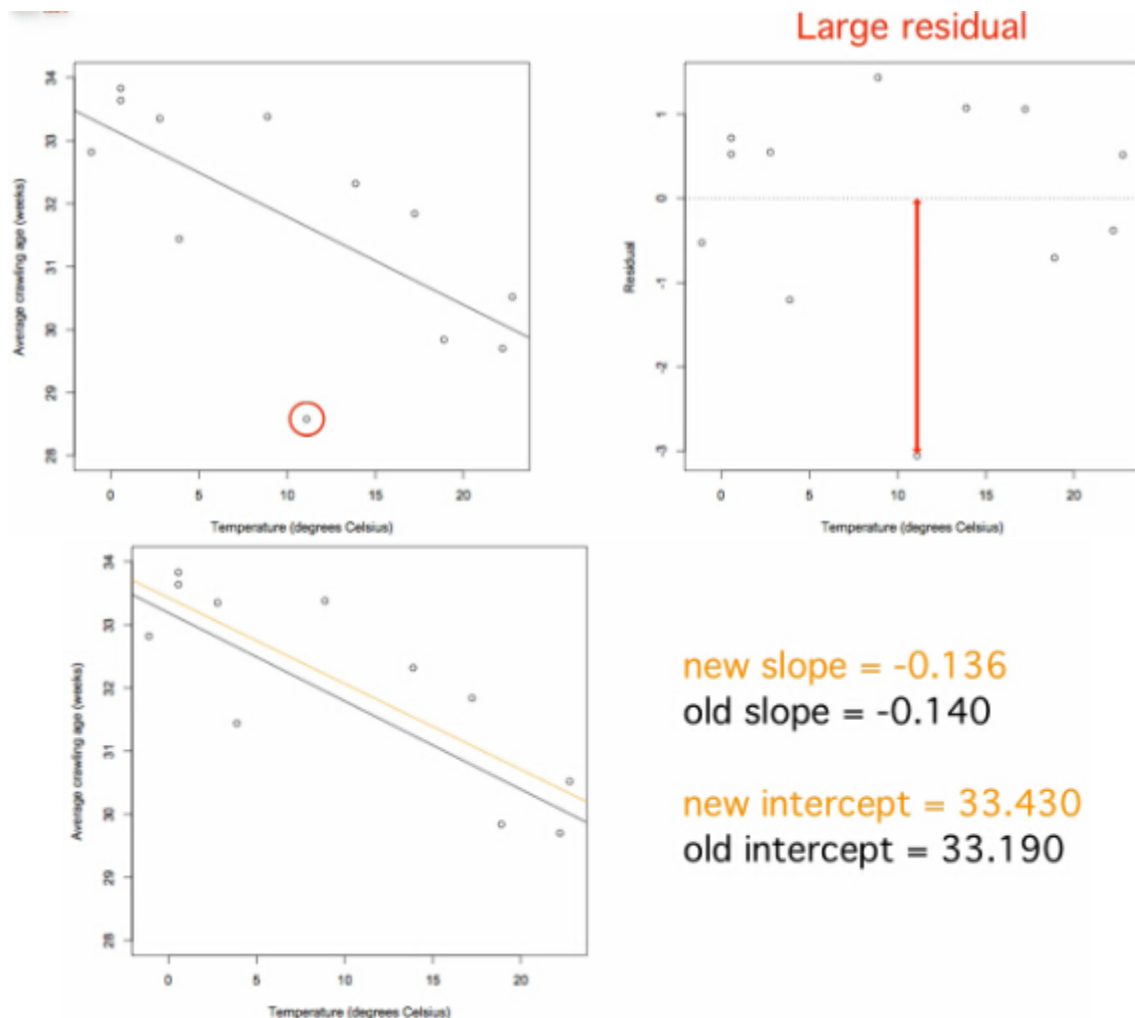 Large residual
34
33
32
31
30
29
28
Average crawling age (weeks)
0 5 10 15 20
Temperature (degrees Celsius)
1
0
-1
-2
-3
Residual
0 5 10 15 20
Temperature (degrees Celsius)
34
33
32
31
30
29
28
Average crawling age (weeks)
0 5 10 15 20
Temperature (degrees Celsius)
new slope = -0.136
old slope = -0.140
new intercept = 33.430
old intercept = 33.190